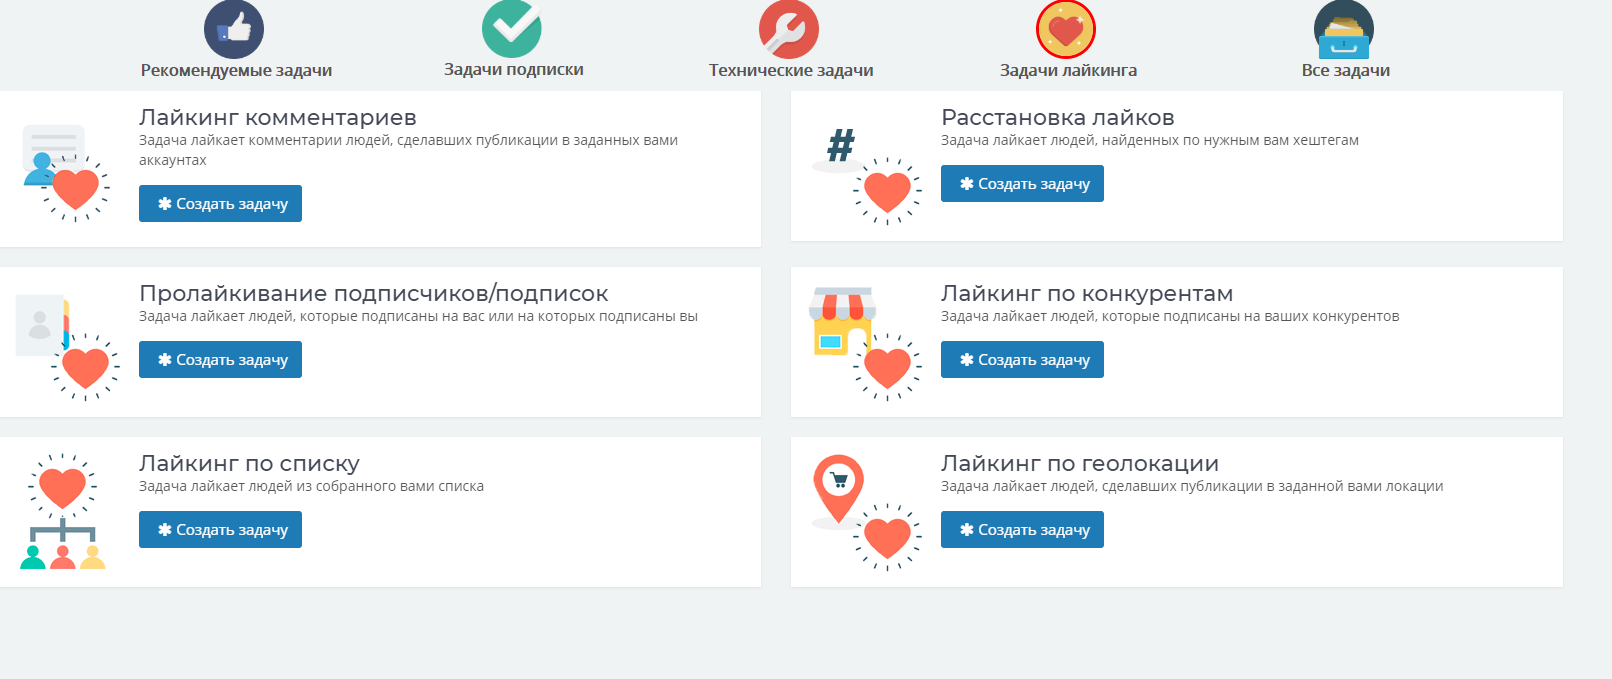 Рекомендуемые задачи
Задачи подписки
Технические задачи
Задачи лайкинга
Все задачи
Лайкинг комментариев
Задача лайкает комментарии людей, сделавших публикации в заданных вами
аккаунтах
✱ Создать задачу
Расстановка лайков
Задача лайкает людей, найденных по нужным вам хештегам
✱ Создать задачу
#
Пролайкивание подписчиков/подписок
Задача лайкает людей, которые подписаны на вас или на которых подписаны вы
✱ Создать задачу
Лайкинг по конкурентам
Задача лайкает людей, которые подписаны на ваших конкурентов
✱ Создать задачу
Лайкинг по списку
Задача лайкает людей из собранного вами списка
✱ Создать задачу
Лайкинг по геолокации
Задача лайкает людей, сделавших публикации в заданной вами локации
✱ Создать задачу